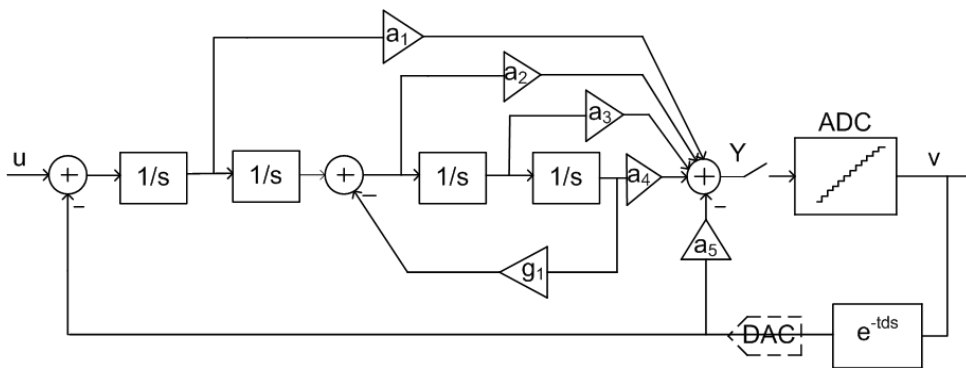 a₁
a₂
a₃
ADC
u
+
1/s
1/s
+
1/s
1/s
a₄
+
Y
v
−
−
−
a₅
g₁
DAC
e⁻ᵗᵈˢ